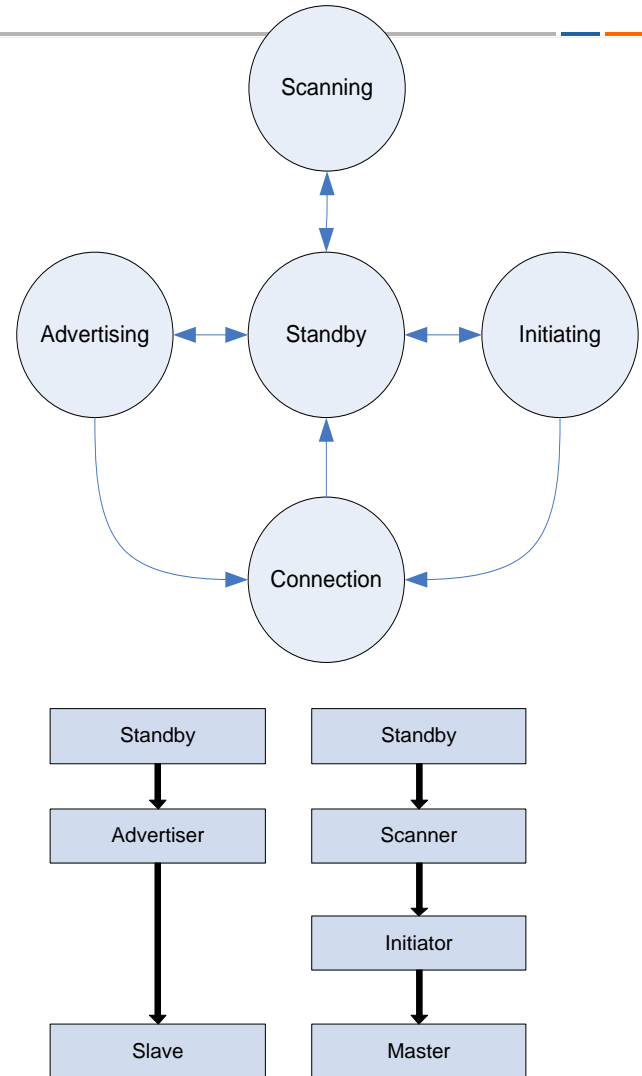 Scanning
Advertising
Standby
Initiating
Connection
Standby
Standby
Advertiser
Scanner
Initiator
Slave
Master